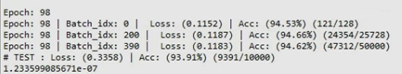 Epoch: 98
Epoch: 98 | Batch_idx: 0 | Loss: (0.1152) | Acc: (94.53%) (121/128)
Epoch: 98 | Batch_idx: 200 | Loss: (0.1187) | Acc: (94.66%) (24354/25728)
Epoch: 98 | Batch_idx: 390 | Loss: (0.1183) | Acc: (94.62%) (47312/50000)
# TEST : Loss: (0.3358) | Acc: (93.91%) (9391/10000)
1.233599085671e-07